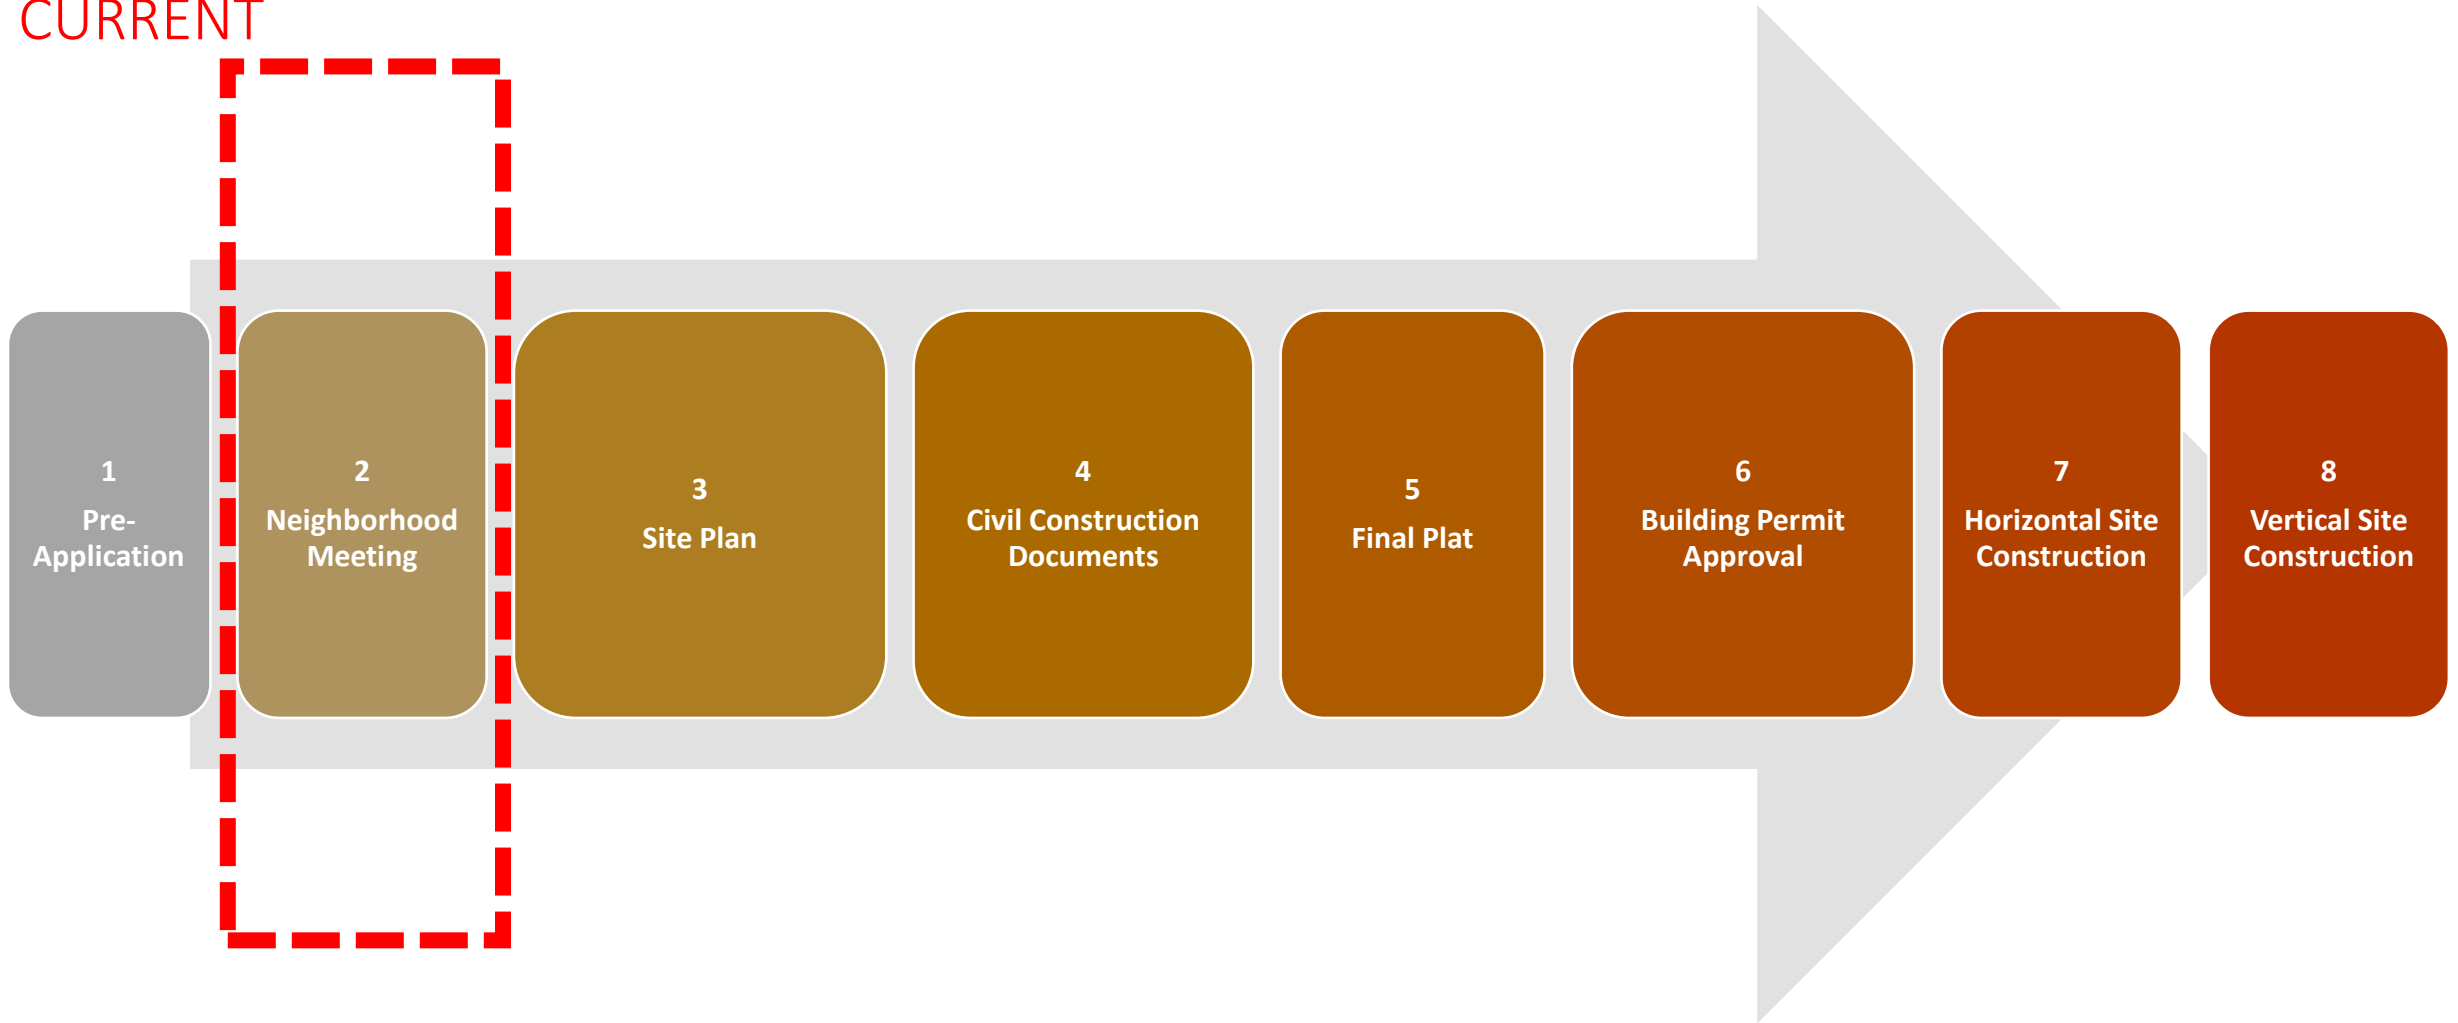 CURRENT
1
Pre-
Application
2
Neighborhood
Meeting
3
Site Plan
4
Civil Construction
Documents
5
Final Plat
6
Building Permit
Approval
7
Horizontal Site
Construction
8
Vertical Site
Construction